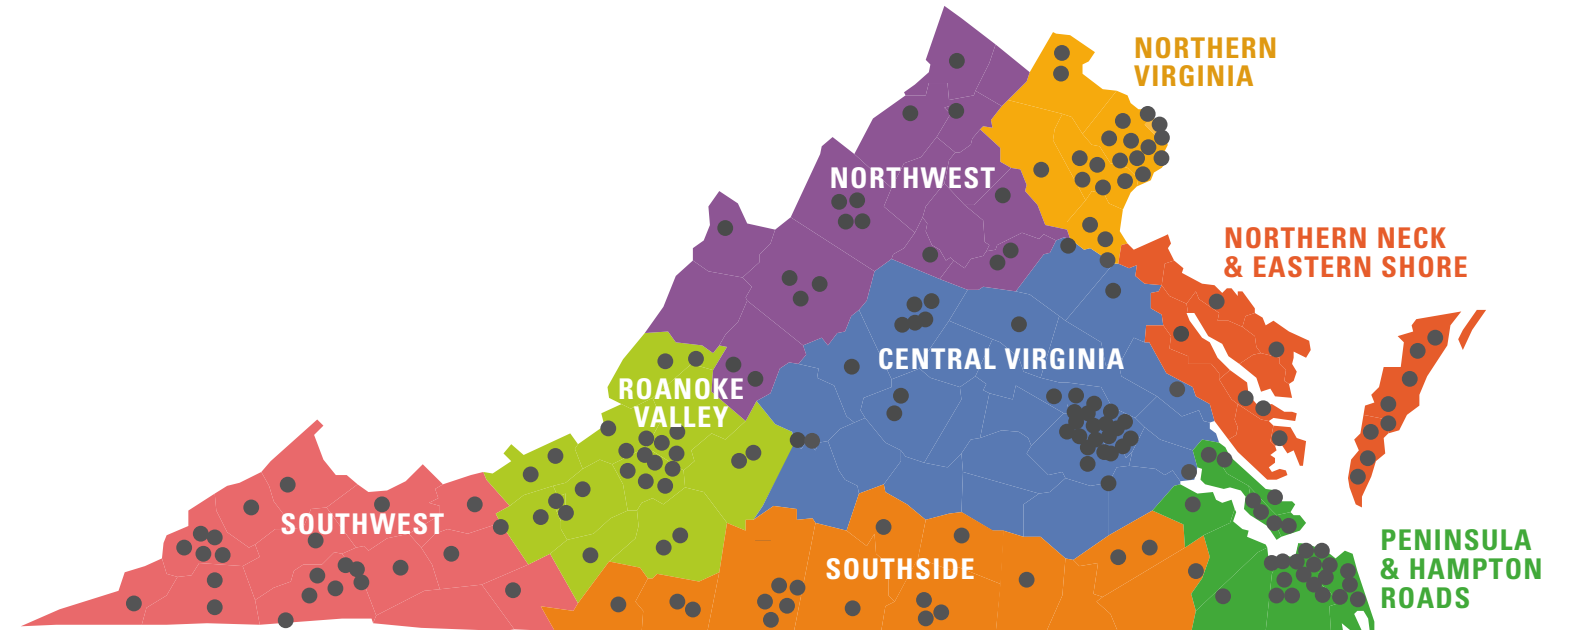 NORTHERN
VIRGINIA
NORTHWEST
NORTHERN NECK
& EASTERN SHORE
CENTRAL VIRGINIA
ROANOKE
VALLEY
SOUTHWEST
SOUTHSIDE
PENINSULA
& HAMPTON
ROADS